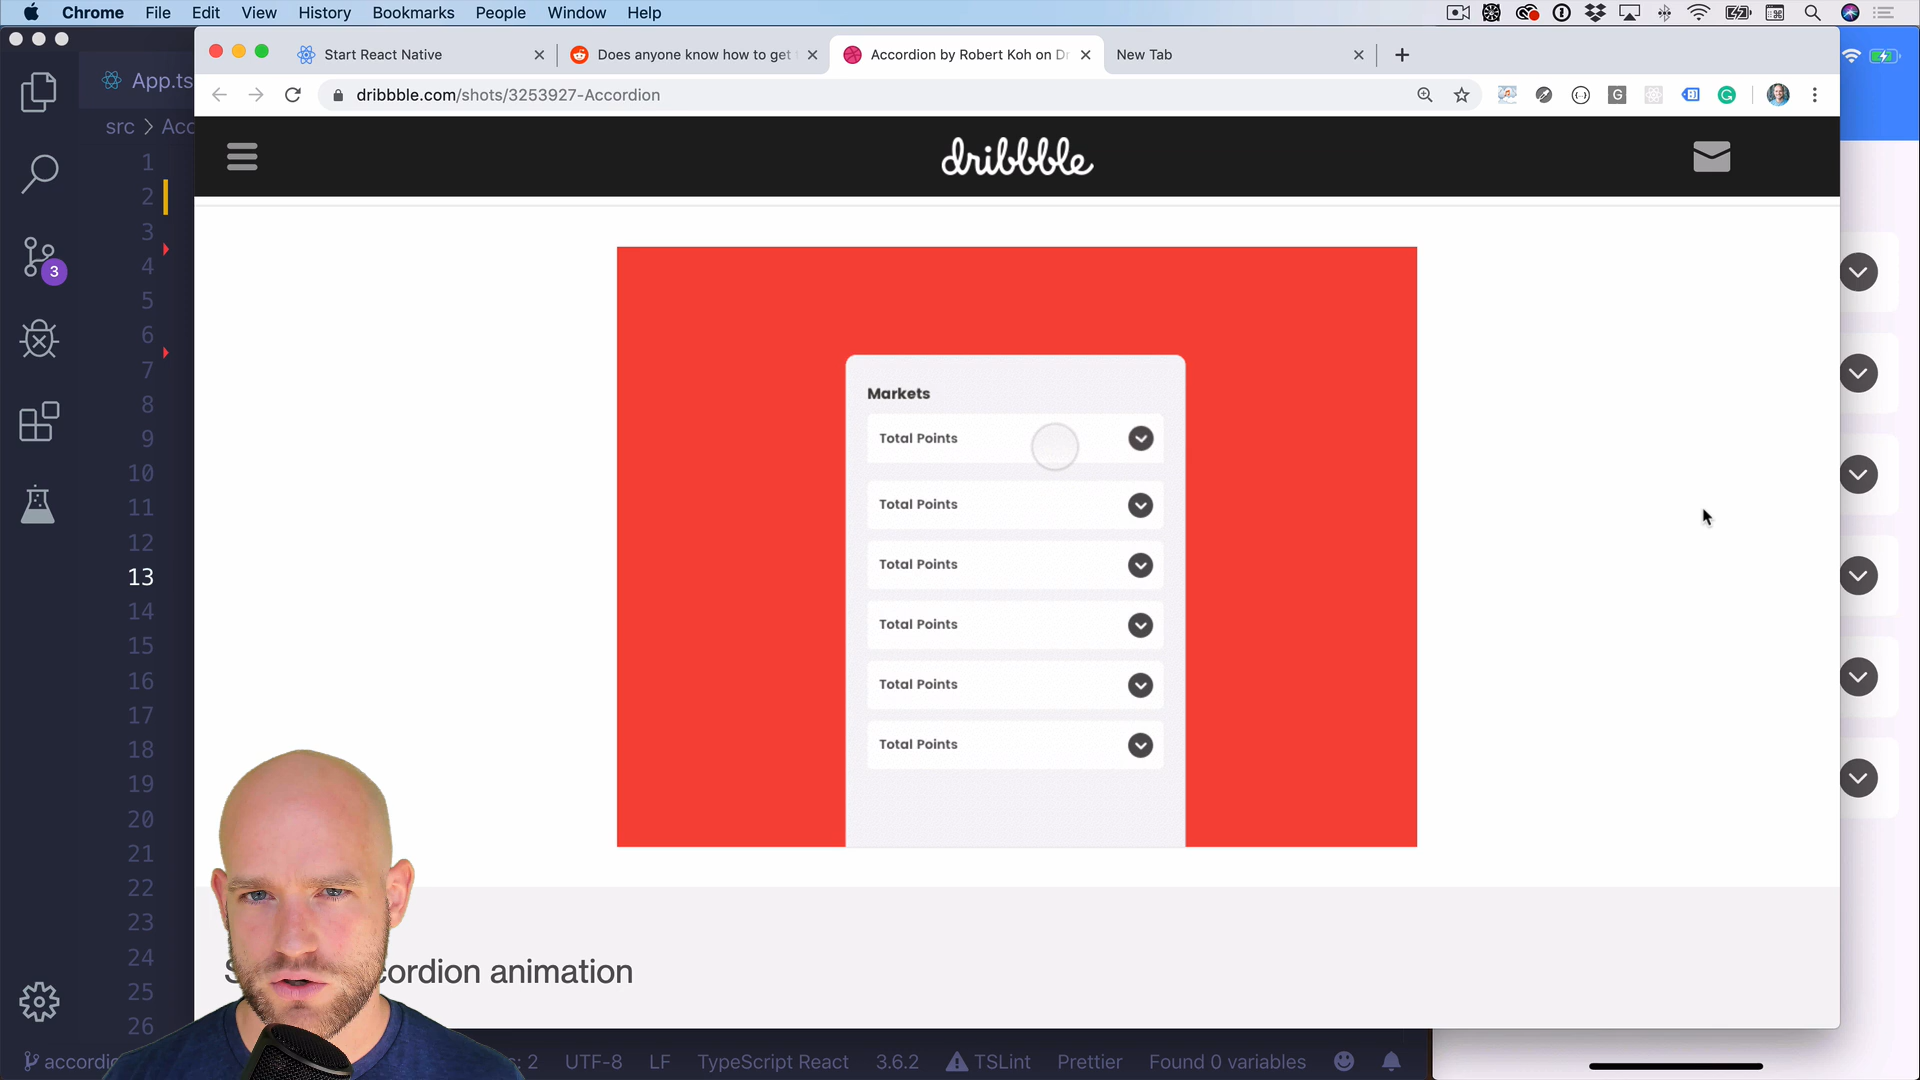 Chrome File Edit View History Bookmarks People Window Help
Start React Native
Does anyone know how to get
Accordion by Robert Koh on Dr
New Tab
App.ts
dribbble.com/shots/3253927-Accordion
src > Acc
dribbble
1
2
3
4
5
6
7
8
9
10
11
12
13
14
15
16
17
18
19
20
21
22
23
24
25
26
3
Markets
Total Points
Total Points
Total Points
Total Points
Total Points
Total Points
S
cordion animation
accordio
: 2 UTF-8 LF TypeScript React 3.6.2 TSLint Prettier Found 0 variables